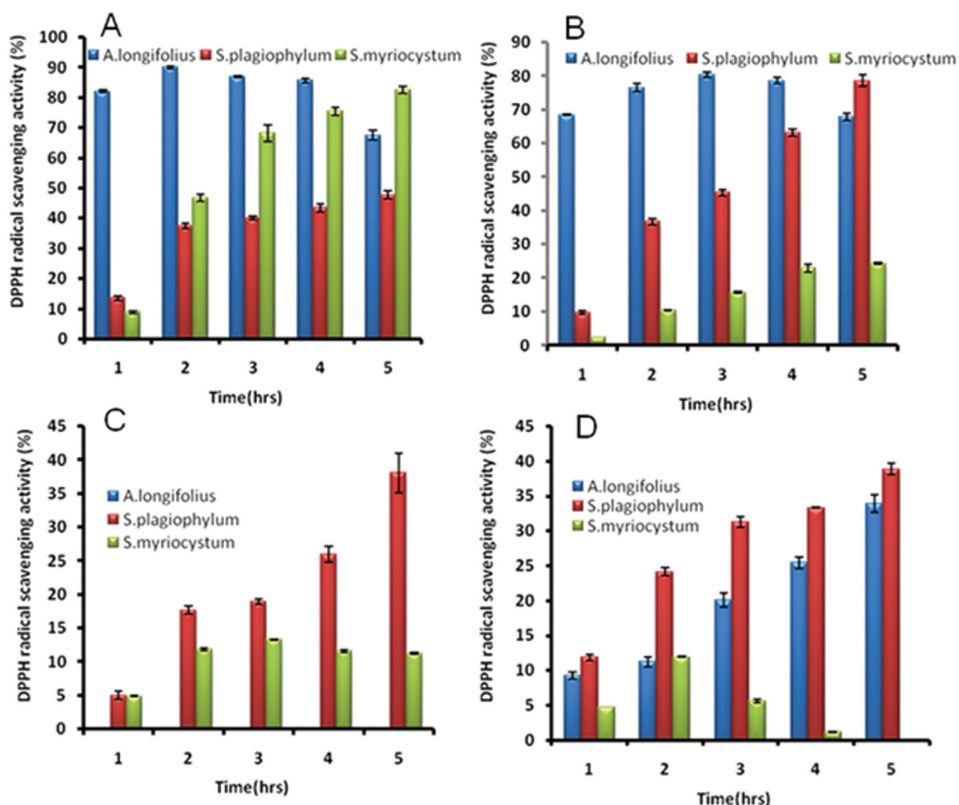 A
DPPH radical scavenging activity (%)
A.longifolius S.plagiophylum S.myriocystum
100
90
80
70
60
50
40
30
20
10
0
1 2 3 4 5
Time(hrs)
B
DPPH radical scavenging activity (%)
A.longifolius S.plagiophylum S.myriocystum
90
80
70
60
50
40
30
20
10
0
1 2 3 4 5
Time(hrs)
C
DPPH radical scavenging activity (%)
A.longifolius
S.plagiophylum
S.myriocystum
45
40
35
30
25
20
15
10
5
0
1 2 3 4 5
Time(hrs)
D
DPPH radical scavenging activity (%)
A.longifolius
S.plagiophylum
S.myriocystum
45
40
35
30
25
20
15
10
5
0
1 2 3 4 5
Time(hrs)